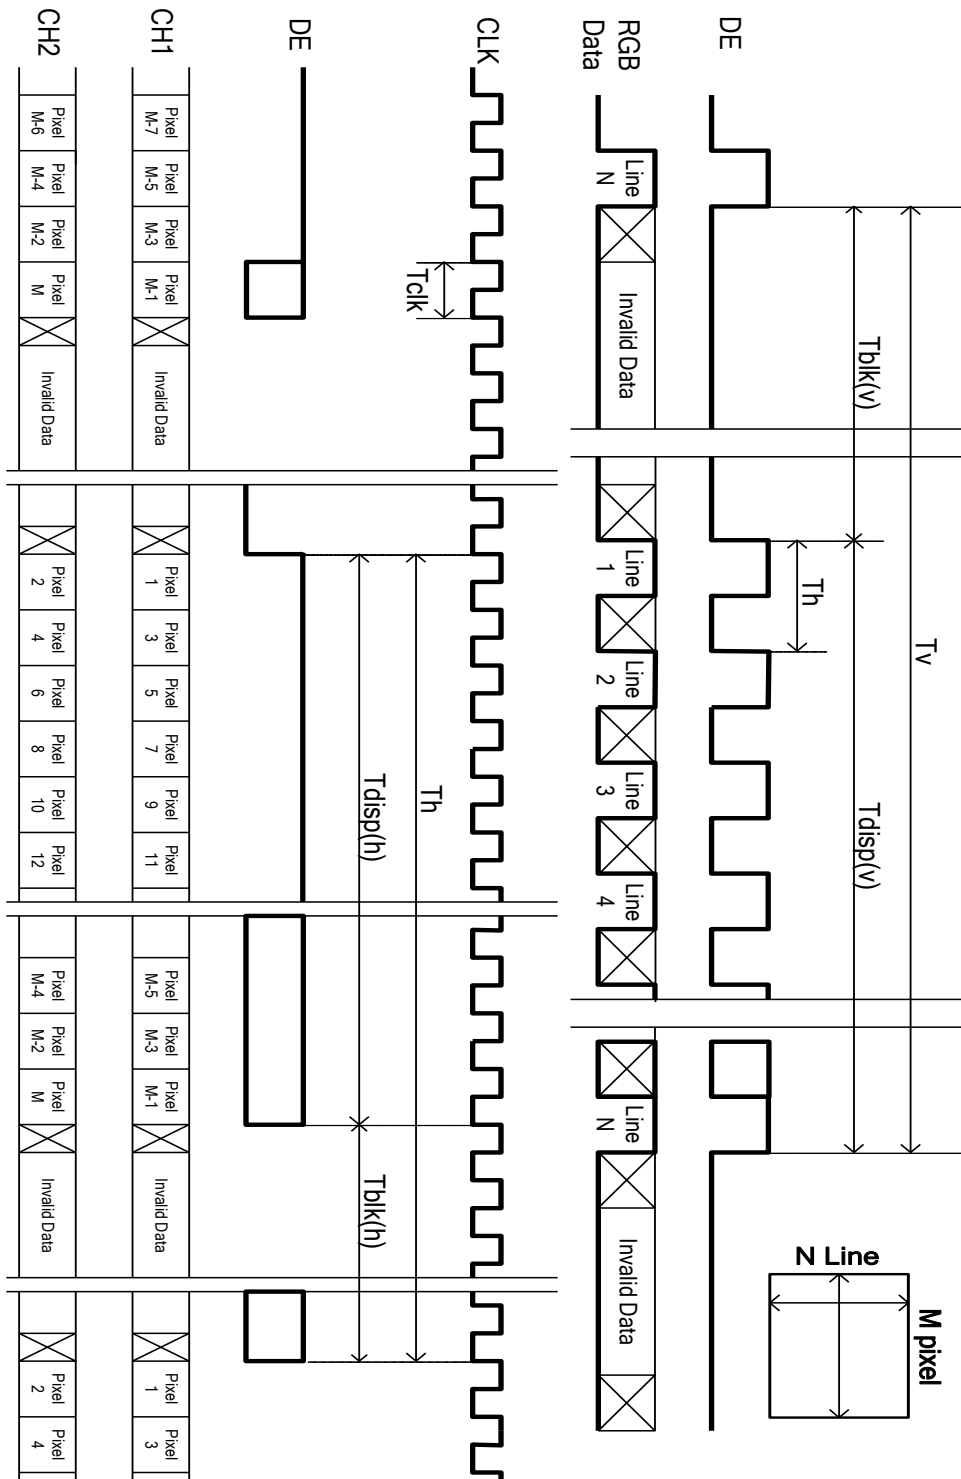 Tv
Tblk(v)
Tdisp(v)
Th
DE
RGB
Data
Line
N
Invalid Data
Line
1
Line
2
Line
3
Line
4
Line
N
Invalid Data
N Line
M pixel
CLK
Tclk
Th
Tdisp(h)
Tblk(h)
DE
CH1
Pixel
M-7
Pixel
M-5
Pixel
M-3
Pixel
M-1
Invalid Data
Pixel
1
Pixel
3
Pixel
5
Pixel
7
Pixel
9
Pixel
11
Pixel
M-5
Pixel
M-3
Pixel
M-1
Invalid Data
Pixel
1
Pixel
3
CH2
Pixel
M-6
Pixel
M-4
Pixel
M-2
Pixel
M
Invalid Data
Pixel
2
Pixel
4
Pixel
6
Pixel
8
Pixel
10
Pixel
12
Pixel
M-4
Pixel
M-2
Pixel
M
Invalid Data
Pixel
2
Pixel
4